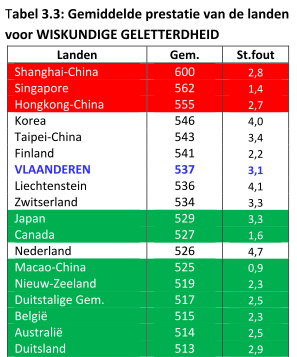 Tabel 3.3: Gemiddelde prestatie van de landen
voor WISKUNDIGE GELETTERDHEID
Landen Gem. St.fout
Shanghai-China 600 2,8
Singapore 562 1,4
Hongkong-China 555 2,7
Korea 546 4,0
Taipei-China 543 3,4
Finland 541 2,2
VLAANDEREN 537 3,1
Liechtenstein 536 4,1
Zwitserland 534 3,3
Japan 529 3,3
Canada 527 1,6
Nederland 526 4,7
Macao-China 525 0,9
Nieuw-Zeeland 519 2,3
Duitstalige Gem. 517 2,5
België 515 2,3
Australië 514 2,5
Duitsland 513 2,9